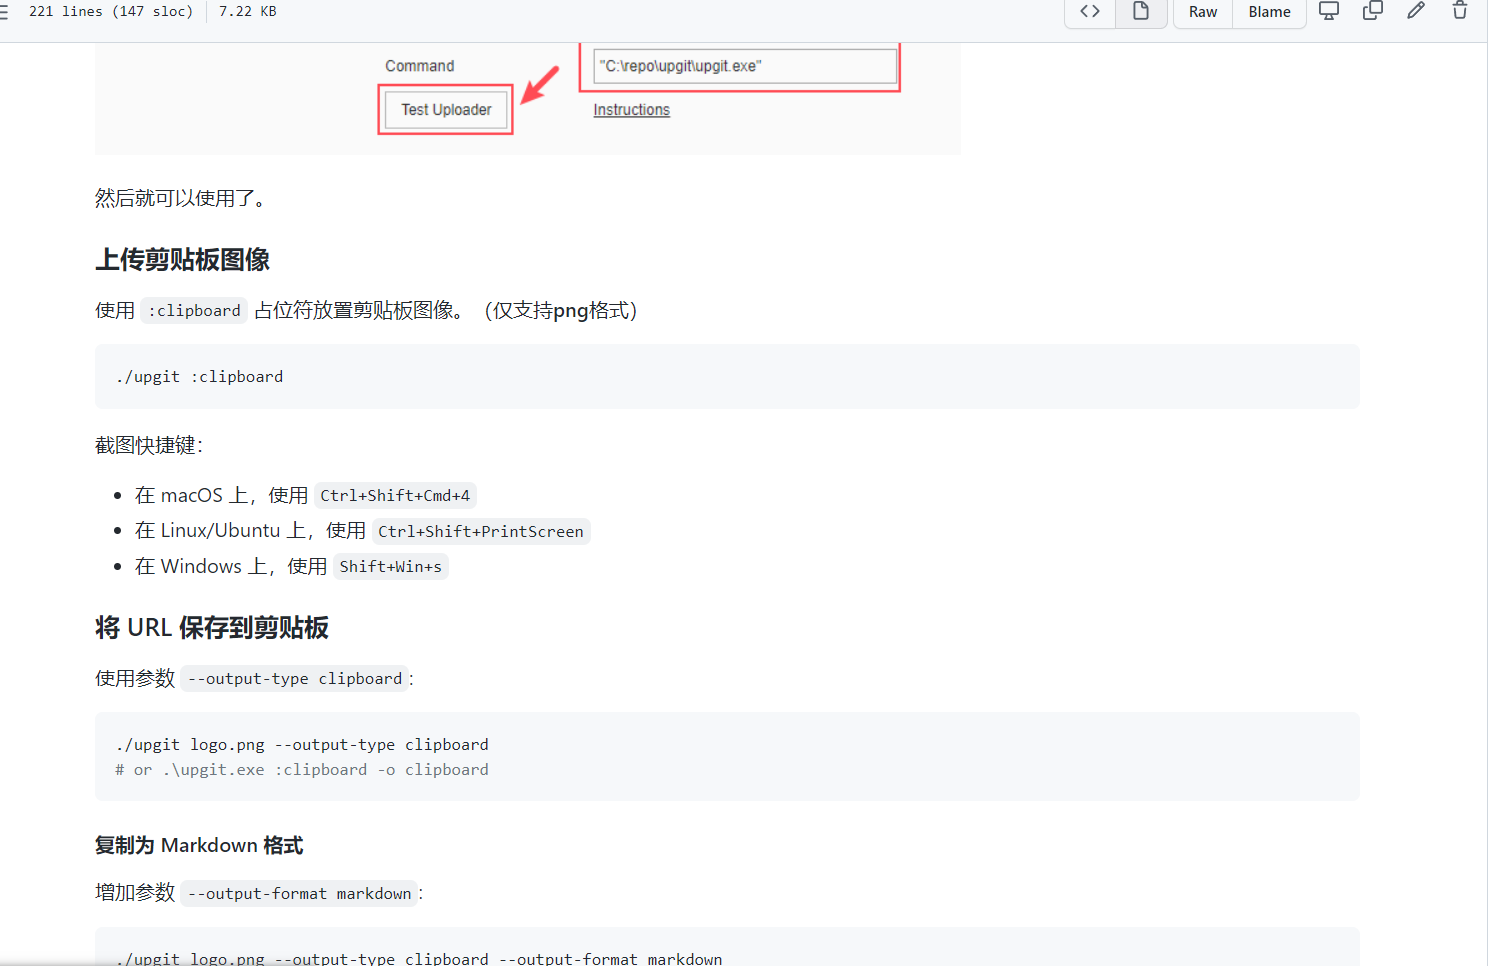 221 lines (147 sloc) 7.22 KB
Raw Blame
Command "C:\repo\upgit\upgit.exe"
Test Uploader Instructions
然后就可以使用了。
上传剪贴板图像
使用 :clipboard 占位符放置剪贴板图像。（仅支持png格式）
./upgit :clipboard
截图快捷键：
在 macOS 上，使用 Ctrl+Shift+Cmd+4
在 Linux/Ubuntu 上，使用 Ctrl+Shift+PrintScreen
在 Windows 上，使用 Shift+Win+s
将 URL 保存到剪贴板
使用参数 --output-type clipboard:
./upgit logo.png --output-type clipboard
# or .\upgit.exe :clipboard -o clipboard
复制为 Markdown 格式
增加参数 --output-format markdown:
./upgit logo.png --output-type clipboard --output-format markdown